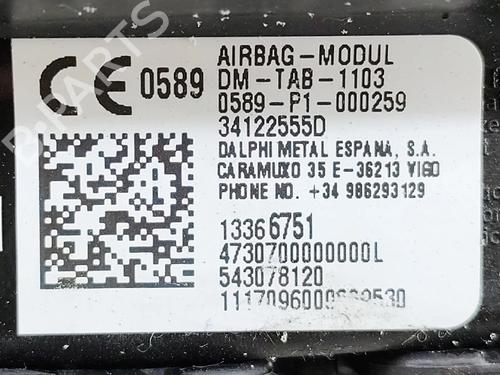 CE 0589
AIRBAG-MODUL
DM-TAB-1103
0589-P1-000259
34122555D
DALPHI METAL ESPANA, S.A.
CARAMUXO 35 E-36213 VIGO
PHONE NO. +34 986293129
13366751
4730700000000L
543078120
B-PARTS